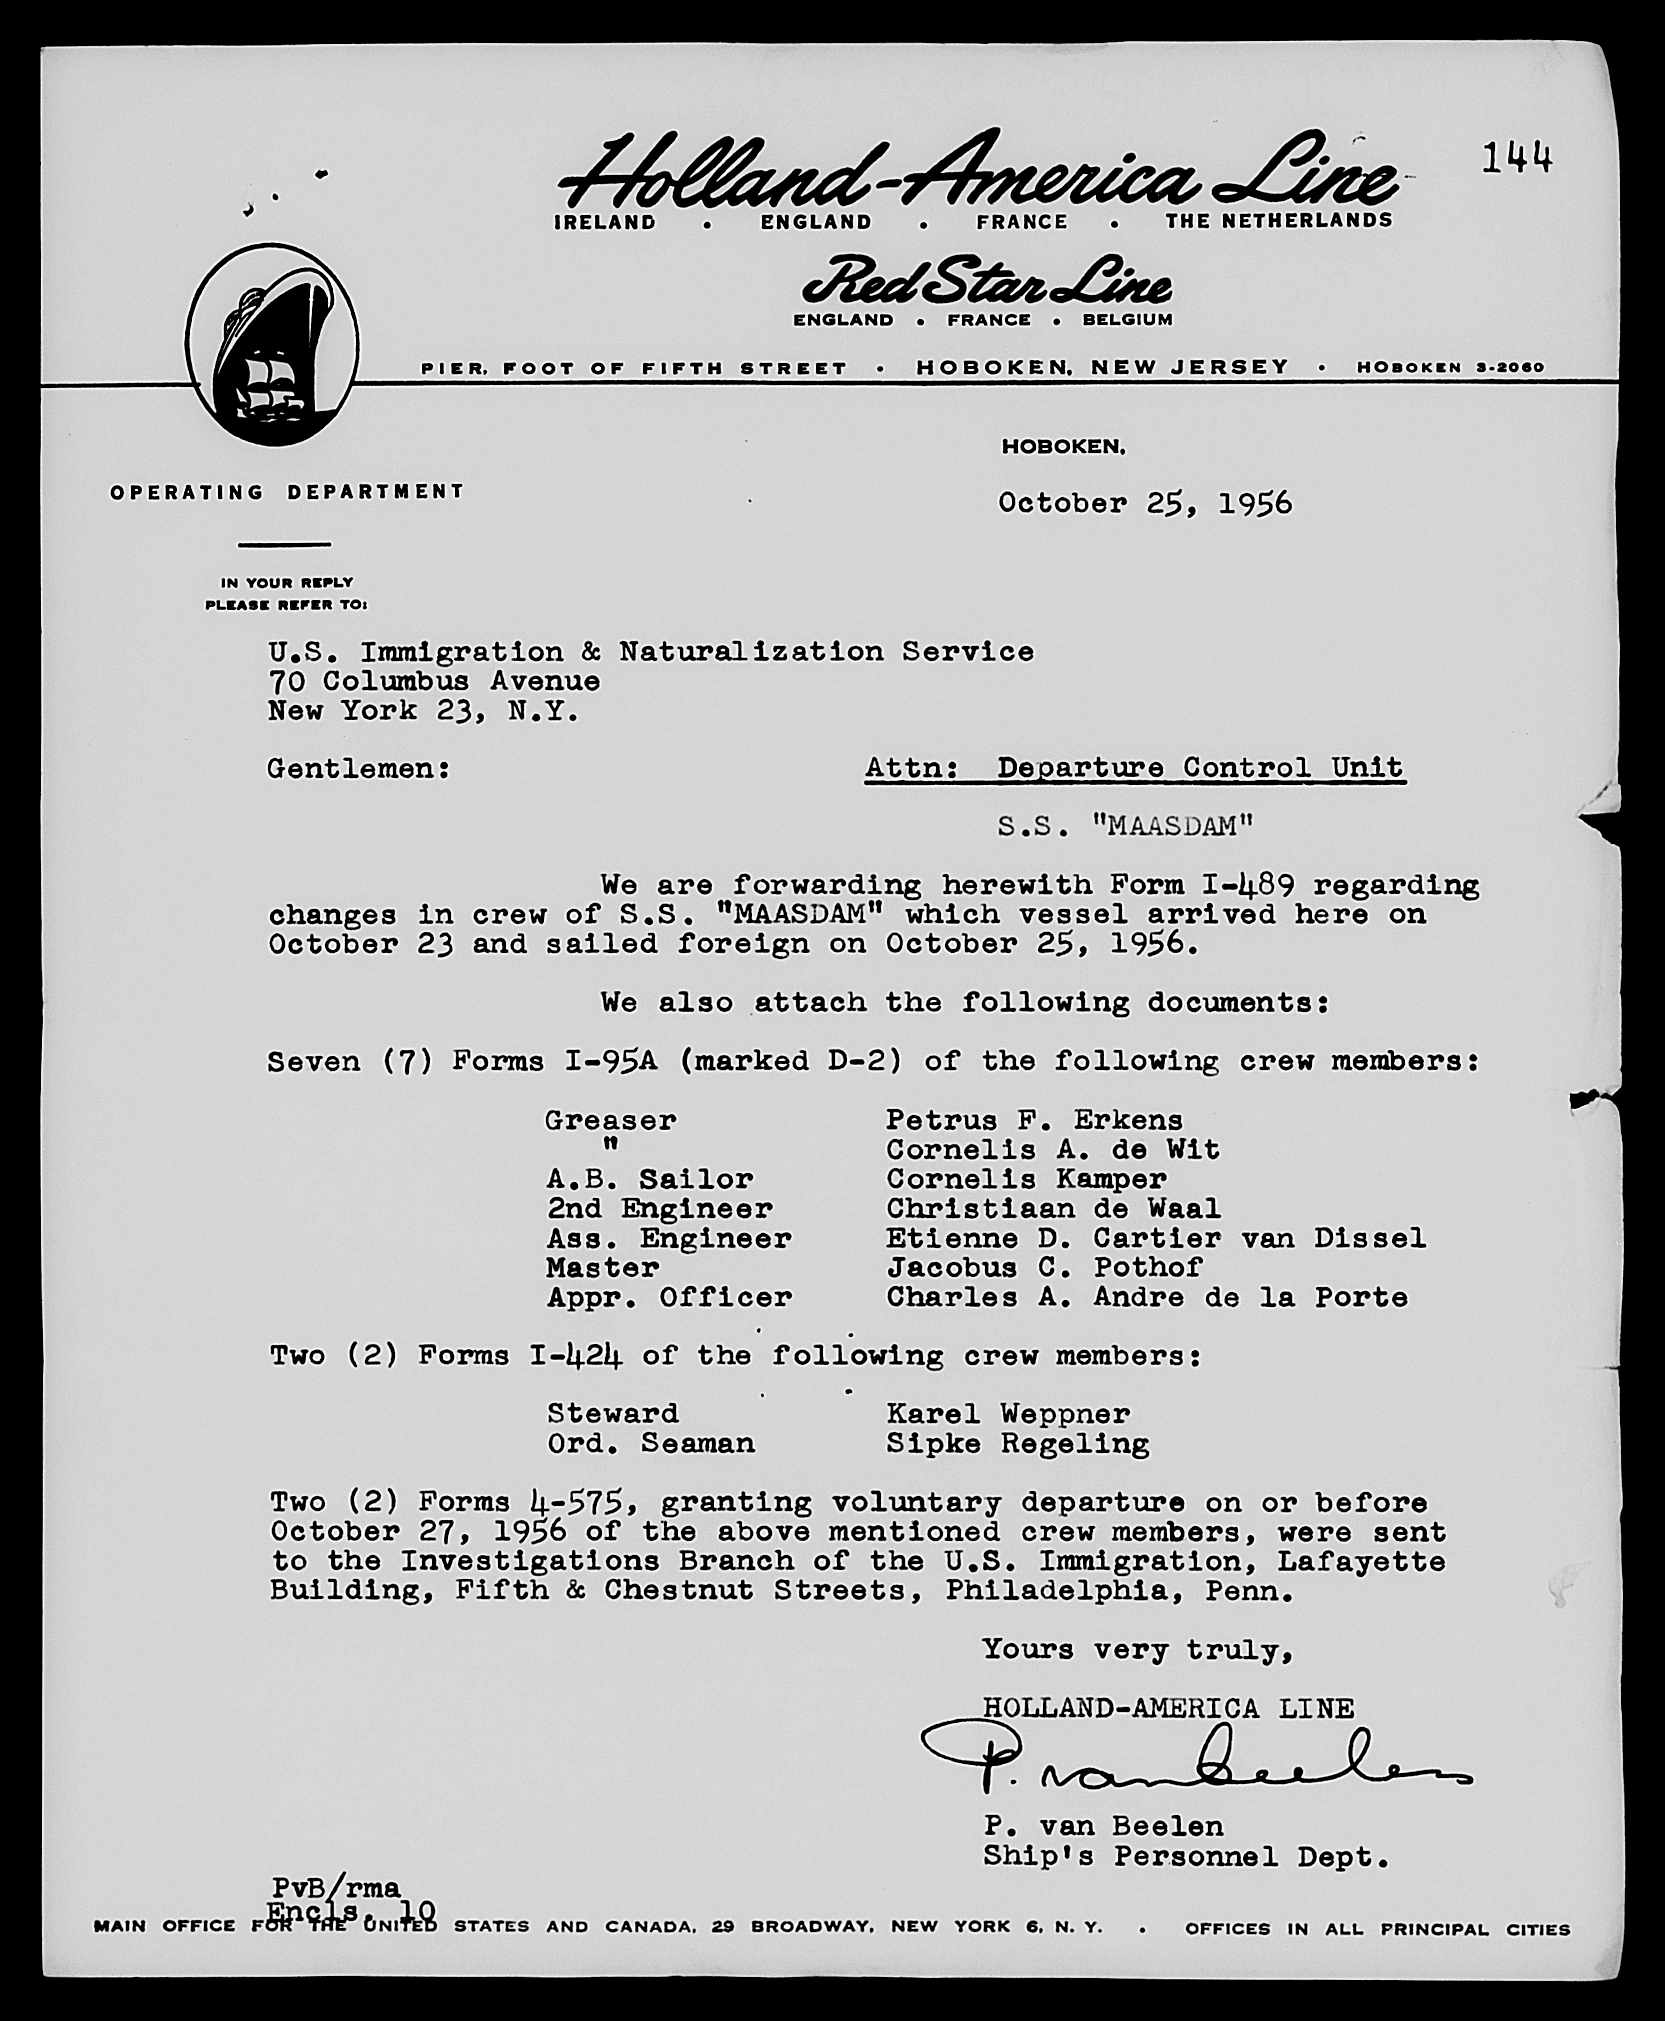 Holland-America Line
144
IRELAND • ENGLAND • FRANCE • THE NETHERLANDS
Red Star Line
ENGLAND • FRANCE • BELGIUM
PIER, FOOT OF FIFTH STREET • HOBOKEN, NEW JERSEY • HOBOKEN 3-2060
HOBOKEN,
OPERATING DEPARTMENT
October 25, 1956
IN YOUR REPLY
PLEASE REFER TO:
U.S. Immigration & Naturalization Service
70 Columbus Avenue
New York 23, N.Y.
Gentlemen: Attn: Departure Control Unit
S.S. "MAASDAM"
We are forwarding herewith Form I-489 regarding
changes in crew of S.S. "MAASDAM" which vessel arrived here on
October 23 and sailed foreign on October 25, 1956.
We also attach the following documents:
Seven (7) Forms I-95A (marked D-2) of the following crew members:
Greaser Petrus F. Erkens
" Cornelis A. de Wit
A.B. Sailor Cornelis Kamper
2nd Engineer Christiaan de Waal
Ass. Engineer Etienne D. Cartier van Dissel
Master Jacobus C. Pothof
Appr. Officer Charles A. Andre de la Porte
Two (2) Forms I-424 of the following crew members:
Steward Karel Weppner
Ord. Seaman Sipke Regeling
Two (2) Forms 4-575, granting voluntary departure on or before
October 27, 1956 of the above mentioned crew members, were sent
to the Investigations Branch of the U.S. Immigration, Lafayette
Building, Fifth & Chestnut Streets, Philadelphia, Penn.
Yours very truly,
HOLLAND-AMERICA LINE
P. van Beelen
P. van Beelen
Ship's Personnel Dept.
PvB/rma
Encls. 10
MAIN OFFICE FOR THE UNITED STATES AND CANADA, 29 BROADWAY, NEW YORK 6, N. Y. • OFFICES IN ALL PRINCIPAL CITIES